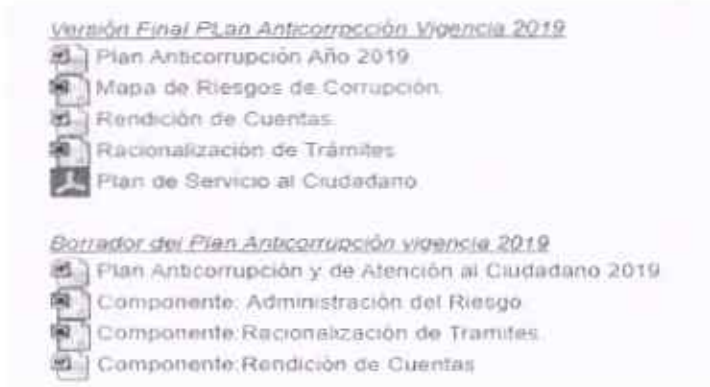 Versión Final PLan Anticorrpcción Vigencia 2019
Plan Anticorrupción Año 2019
Mapa de Riesgos de Corrupción.
Rendición de Cuentas.
Racionalización de Trámites
Plan de Servicio al Ciudadano
Borrador del Plan Anticorrupción vigencia 2019
Plan Anticorrupción y de Atención al Ciudadano 2019
Componente: Administración del Riesgo
Componente:Racionalización de Tramites.
Componente:Rendición de Cuentas